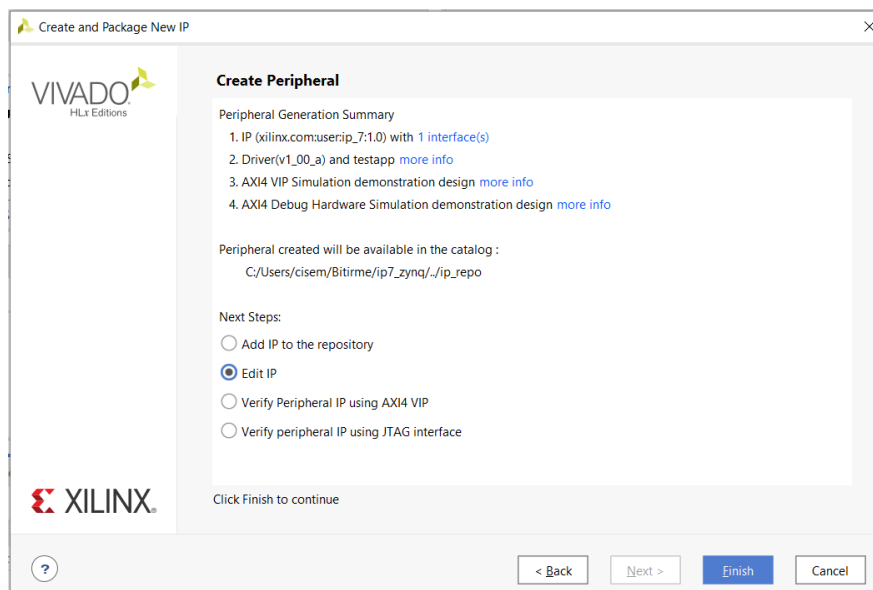 Create and Package New IP
VIVADO
HLx Editions
Create Peripheral
Peripheral Generation Summary
1. IP (xilinx.com:user:ip_7:1.0) with 1 interface(s)
2. Driver(v1_00_a) and testapp more info
3. AXI4 VIP Simulation demonstration design more info
4. AXI4 Debug Hardware Simulation demonstration design more info
Peripheral created will be available in the catalog :
C:/Users/cisem/Bitirme/ip7_zynq/../ip_repo
Next Steps:
Add IP to the repository
Edit IP
Verify Peripheral IP using AXI4 VIP
Verify peripheral IP using JTAG interface
XILINX
Click Finish to continue
?
< Back
Next >
Finish
Cancel